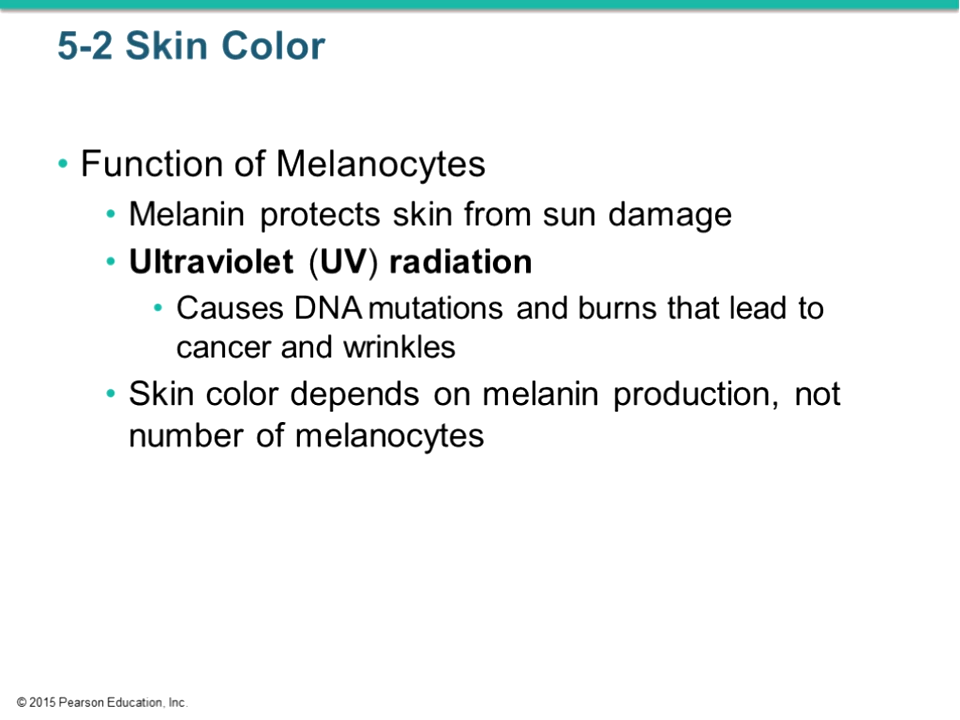 5-2 Skin Color
• Function of Melanocytes
• Melanin protects skin from sun damage
• Ultraviolet (UV) radiation
• Causes DNA mutations and burns that lead to
cancer and wrinkles
• Skin color depends on melanin production, not
number of melanocytes
© 2015 Pearson Education, Inc.